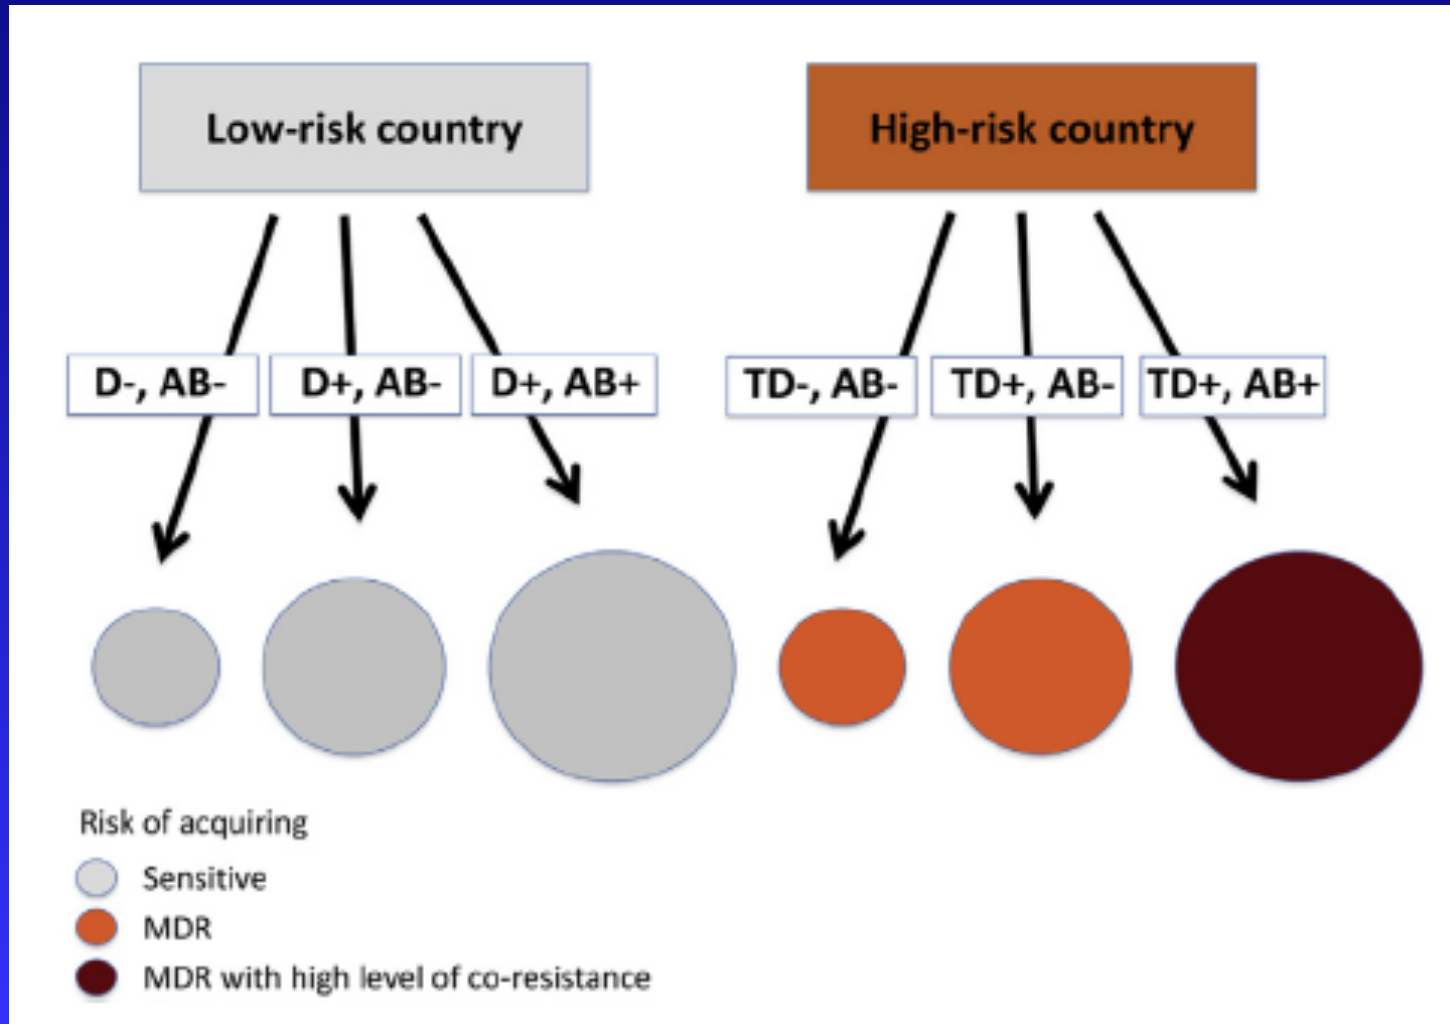 Low-risk country
High-risk country
D-, AB-
D+, AB-
D+, AB+
TD-, AB-
TD+, AB-
TD+, AB+
Risk of acquiring
Sensitive
MDR
MDR with high level of co-resistance